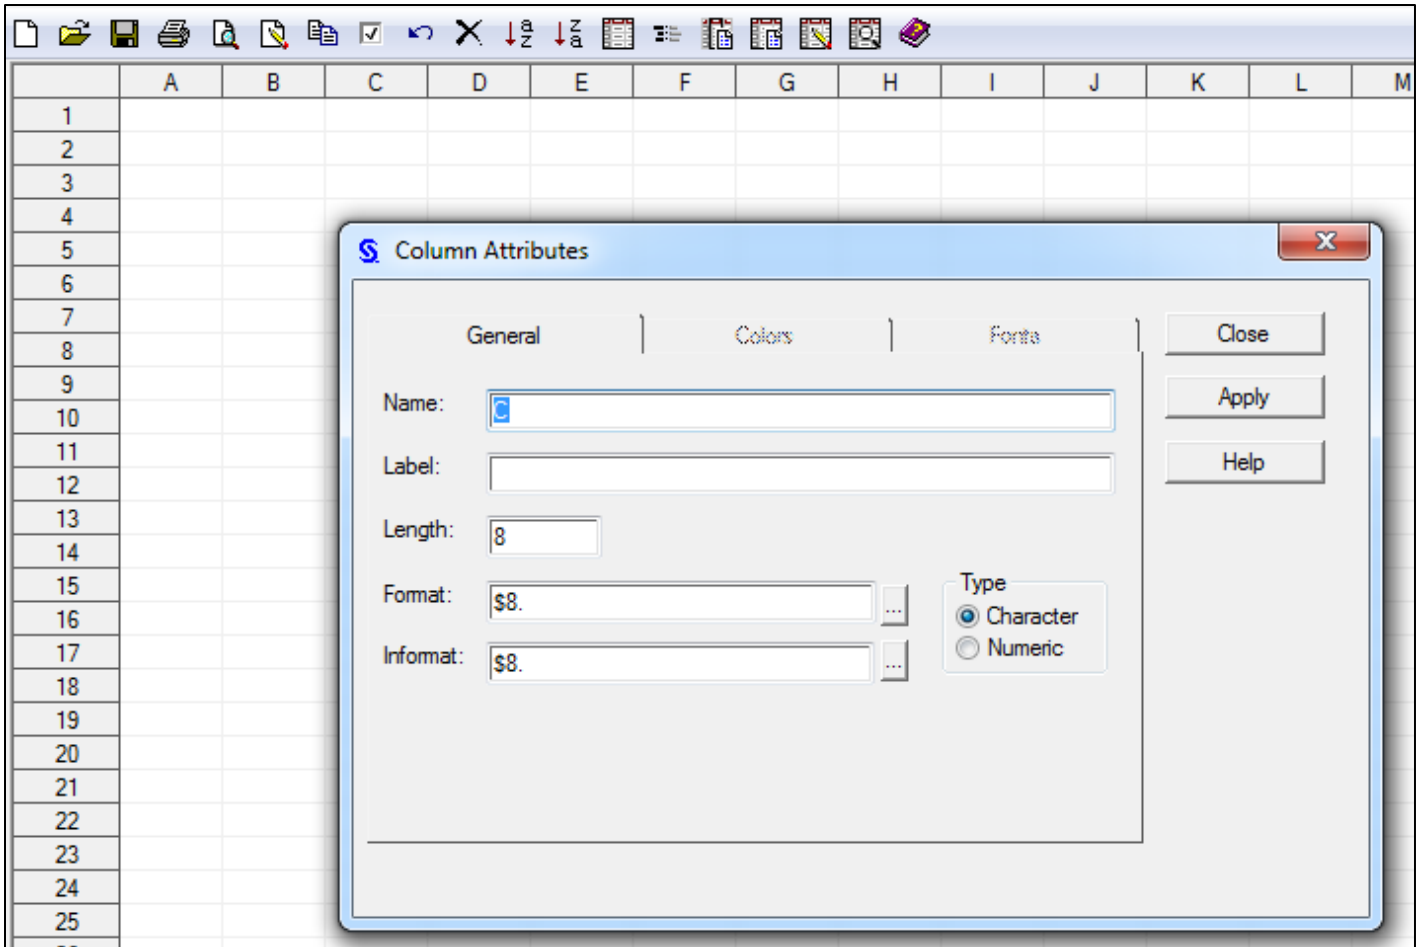 A B C D E F G H I J K L M
1
2
3
4
5
6
7
8
9
10
11
12
13
14
15
16
17
18
19
20
21
22
23
24
25
Column Attributes
General Colors Fonts Close
Name: C Apply
Label: Help
Length: 8
Format: $8. ... Type
Character
Informat: $8. ... Numeric